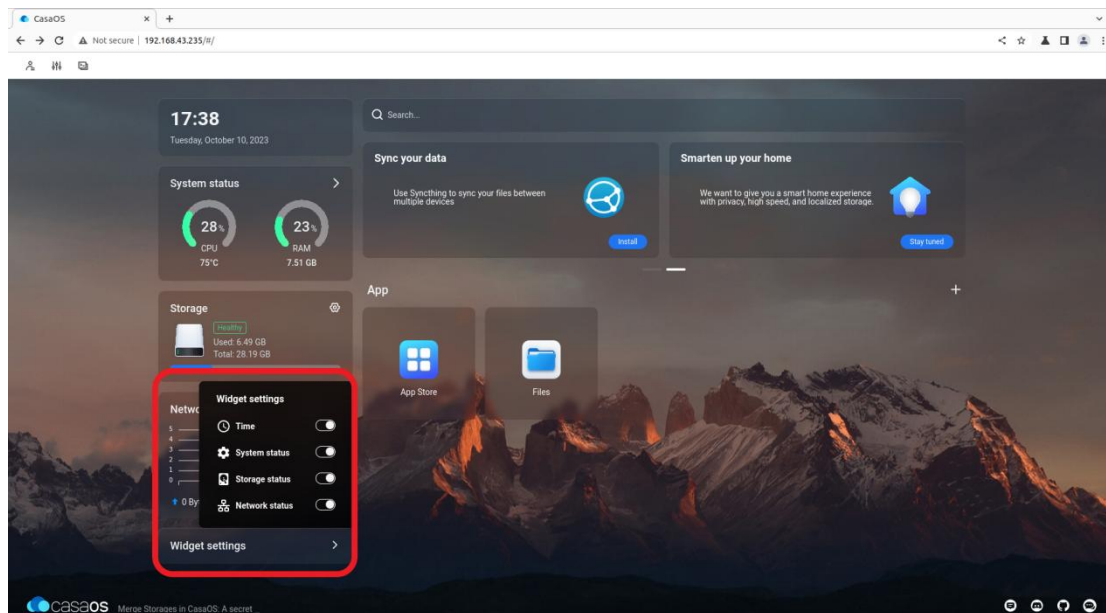 CasaOS
Not secure
192.168.43.235/#/
17:38
Tuesday, October 10, 2023
Search...
System status
28%
CPU
75°C
23%
RAM
7.51 GB
Sync your data
Use Syncthing to sync your files between
multiple devices
Install
Smarten up your home
We want to give you a smart home experience
with privacy, high speed, and localized storage.
Stay tuned
Storage
Healthy
Used: 6.49 GB
Total: 28.19 GB
App
App Store
Files
Netwo
5
4
3
2
1
0
0 By
Widget settings
Time
System status
Storage status
Network status
Widget settings
CasaOS
Merge Storages in CasaOS: A secret ...